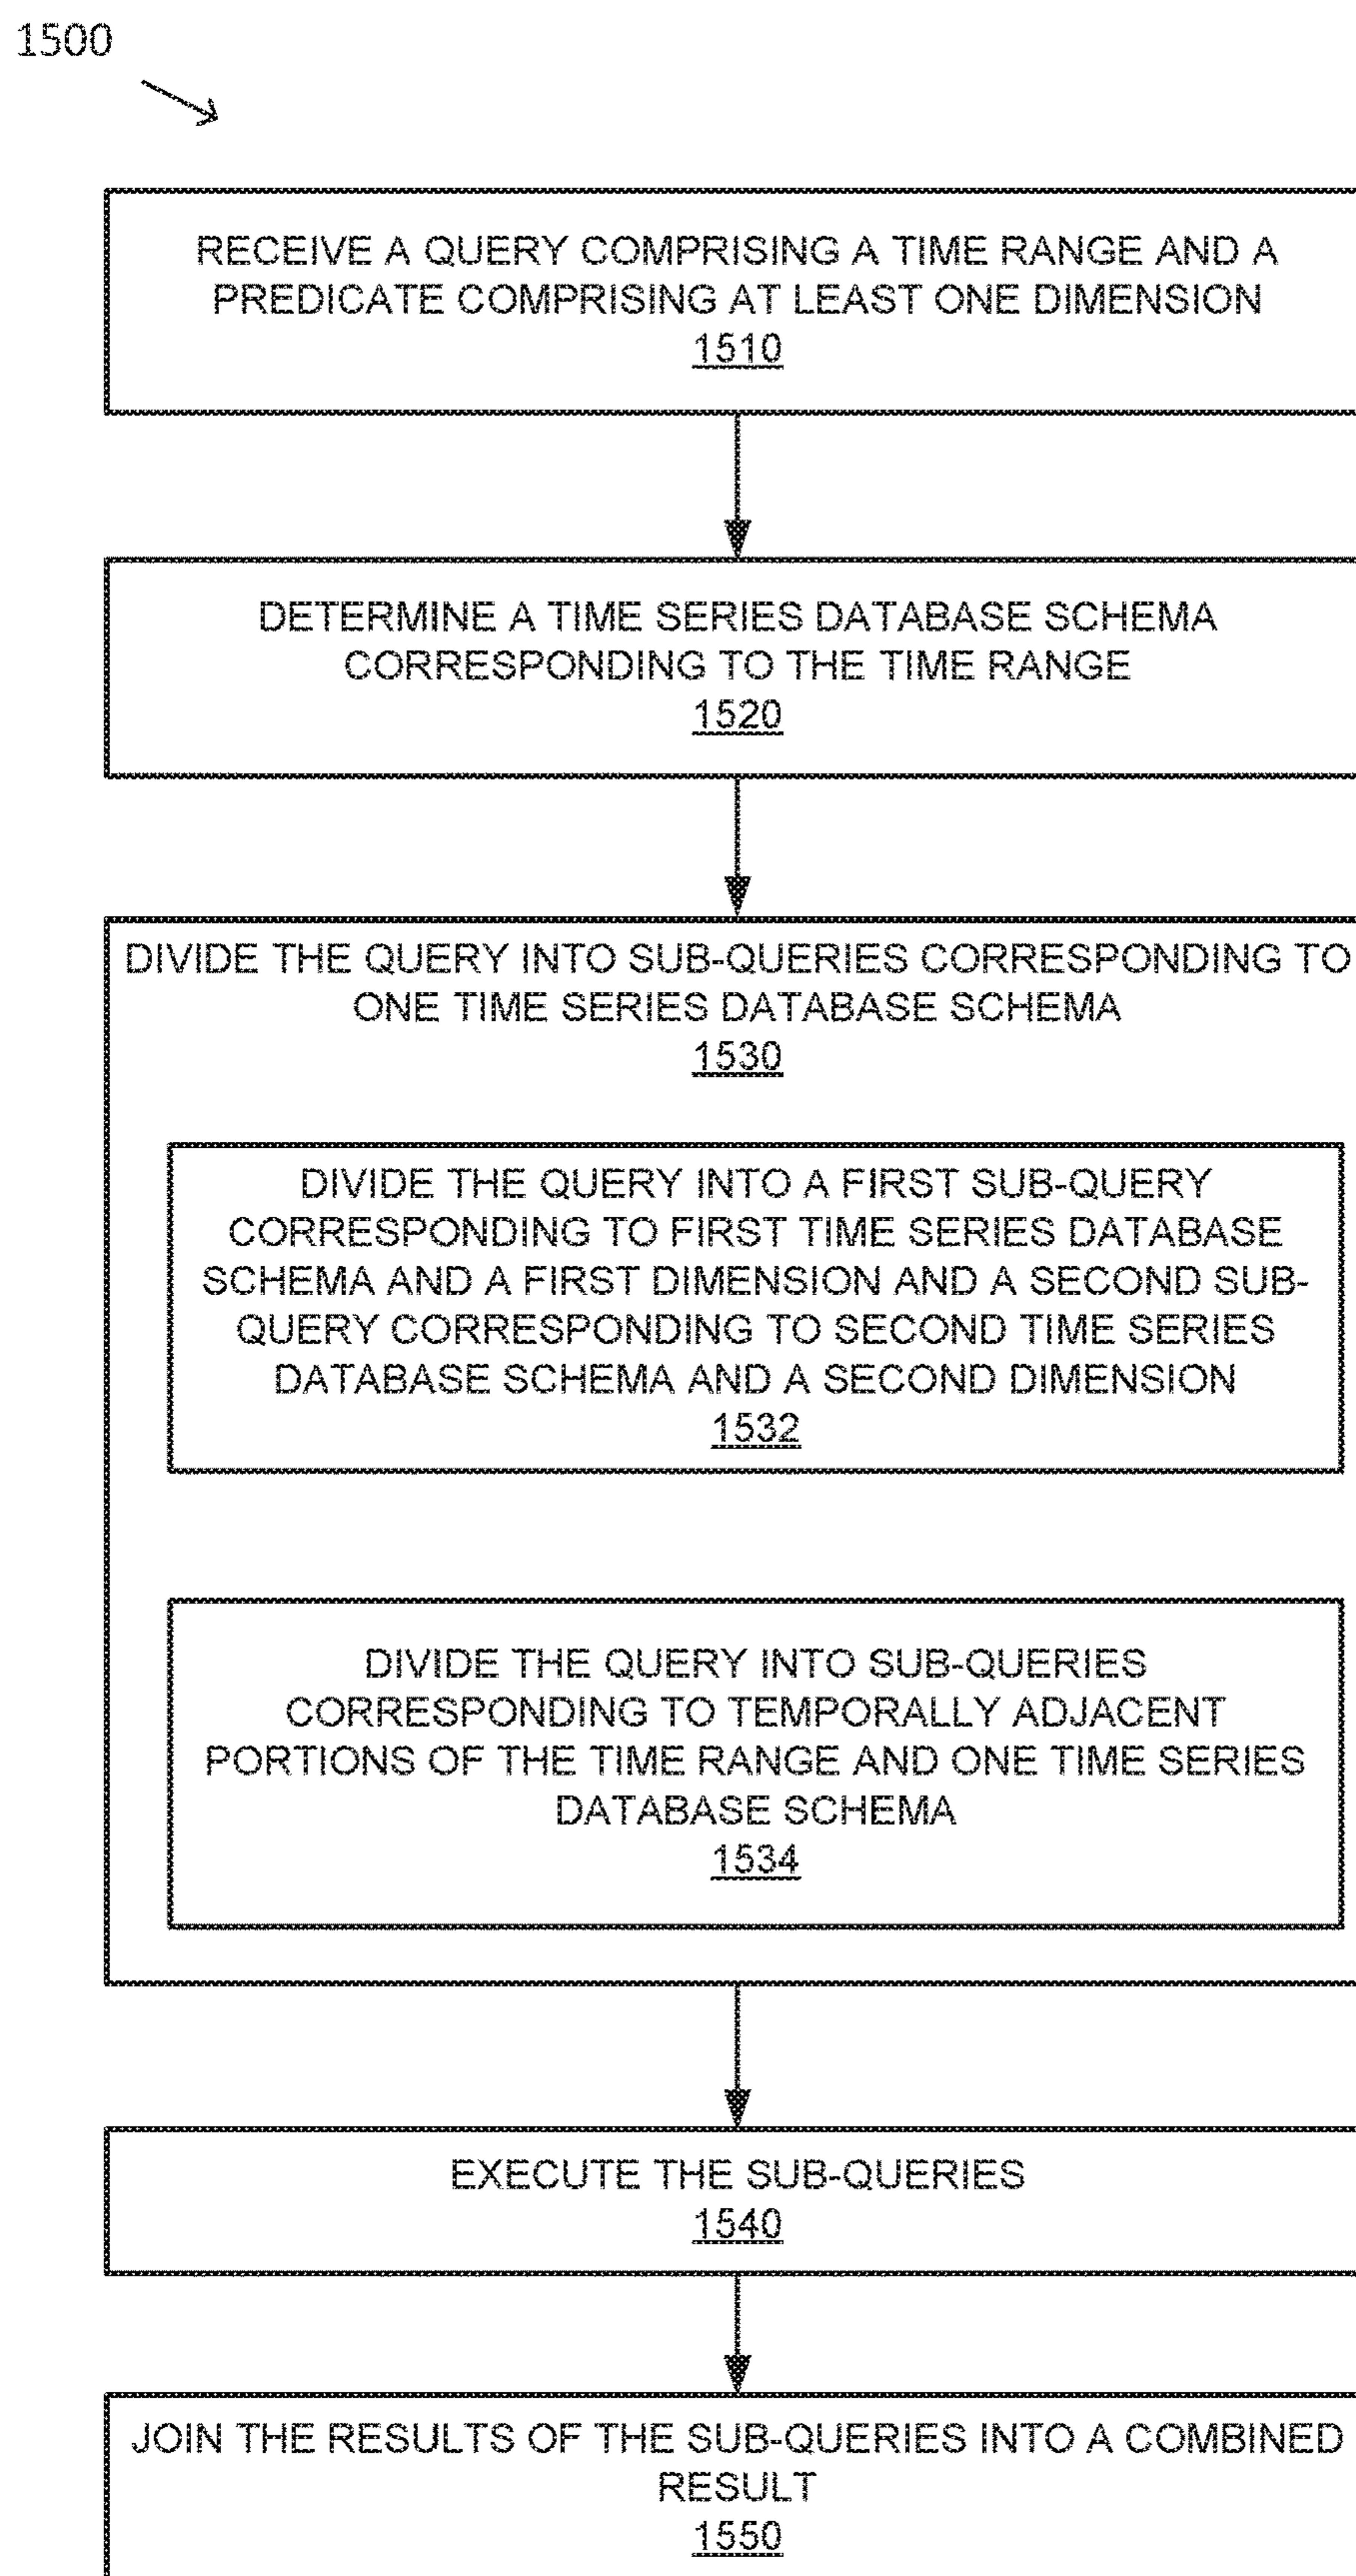 1500
RECEIVE A QUERY COMPRISING A TIME RANGE AND A
PREDICATE COMPRISING AT LEAST ONE DIMENSION
1510
DETERMINE A TIME SERIES DATABASE SCHEMA
CORRESPONDING TO THE TIME RANGE
1520
DIVIDE THE QUERY INTO SUB-QUERIES CORRESPONDING TO
ONE TIME SERIES DATABASE SCHEMA
1530
DIVIDE THE QUERY INTO A FIRST SUB-QUERY
CORRESPONDING TO FIRST TIME SERIES DATABASE
SCHEMA AND A FIRST DIMENSION AND A SECOND SUB-
QUERY CORRESPONDING TO SECOND TIME SERIES
DATABASE SCHEMA AND A SECOND DIMENSION
1532
DIVIDE THE QUERY INTO SUB-QUERIES
CORRESPONDING TO TEMPORALLY ADJACENT
PORTIONS OF THE TIME RANGE AND ONE TIME SERIES
DATABASE SCHEMA
1534
EXECUTE THE SUB-QUERIES
1540
JOIN THE RESULTS OF THE SUB-QUERIES INTO A COMBINED
RESULT
1550